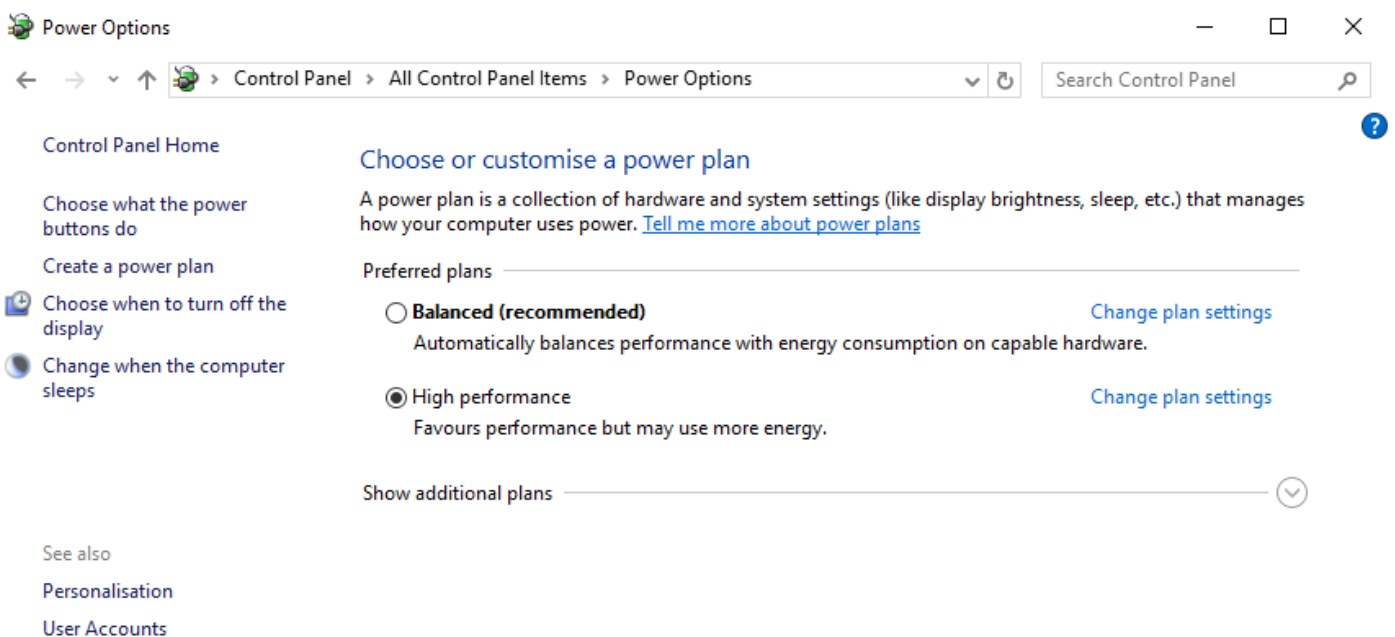 Power Options
Control Panel > All Control Panel Items > Power Options
Search Control Panel
?
Control Panel Home
Choose what the power
buttons do
Create a power plan
Choose when to turn off the
display
Change when the computer
sleeps
See also
Personalisation
User Accounts
Choose or customise a power plan
A power plan is a collection of hardware and system settings (like display brightness, sleep, etc.) that manages
how your computer uses power. Tell me more about power plans
Preferred plans
Balanced (recommended) Change plan settings
Automatically balances performance with energy consumption on capable hardware.
High performance Change plan settings
Favours performance but may use more energy.
Show additional plans